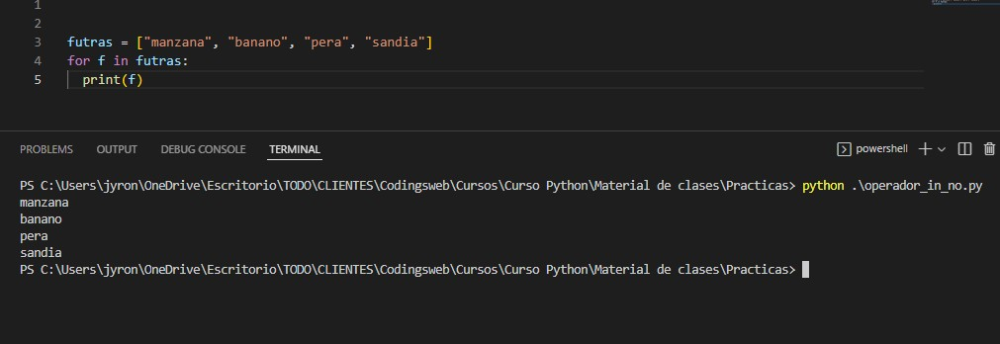 1
2
3 futras = ["manzana", "banano", "pera", "sandia"]
4 for f in futras:
5 print(f)
PROBLEMS OUTPUT DEBUG CONSOLE TERMINAL powershell
PS C:\Users\jyron\OneDrive\Escritorio\TODO\CLIENTES\Codingsweb\Cursos\Curso Python\Material de clases\Practicas> python .\operador_in_no.py
manzana
banano
pera
sandia
PS C:\Users\jyron\OneDrive\Escritorio\TODO\CLIENTES\Codingsweb\Cursos\Curso Python\Material de clases\Practicas>